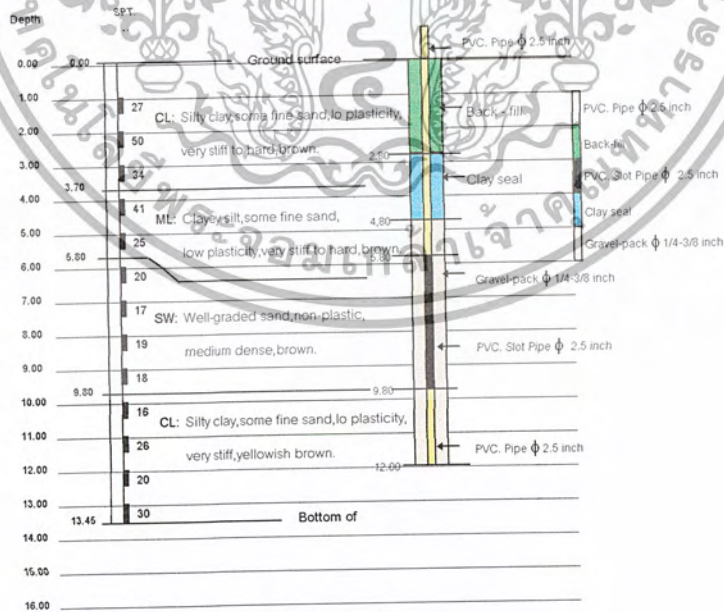 Depth
SPT.
PVC. Pipe ϕ 2.5 inch
0.00
0.00
Ground surface
1.00
27
CL: Silty clay,some fine sand,lo plasticity,
Back - fill
PVC. Pipe ϕ 2.5 inch
2.00
50
very stiff to hard,brown.
2.80
Back-fill
3.00
34
Clay seal
PVC. Slot Pipe ϕ 2.5 inch
3.70
4.00
41
ML: Clayey silt,some fine sand,
4.80
Clay seal
5.00
25
low plasticity,very stiff to hard,brown.
5.80
5.80
Gravel-pack ϕ 1/4-3/8 inch
6.00
20
Gravel-pack ϕ 1/4-3/8 inch
7.00
17
SW: Well-graded sand,non-plastic,
8.00
19
medium dense,brown.
PVC. Slot Pipe ϕ 2.5 inch
9.00
18
9.80
9.80
10.00
16
CL: Silty clay,some fine sand,lo plasticity,
11.00
26
very stiff,yellowish brown.
PVC. Pipe ϕ 2.5 inch
12.00
12.00
20
13.00
30
13.45
Bottom of
14.00
15.00
16.00